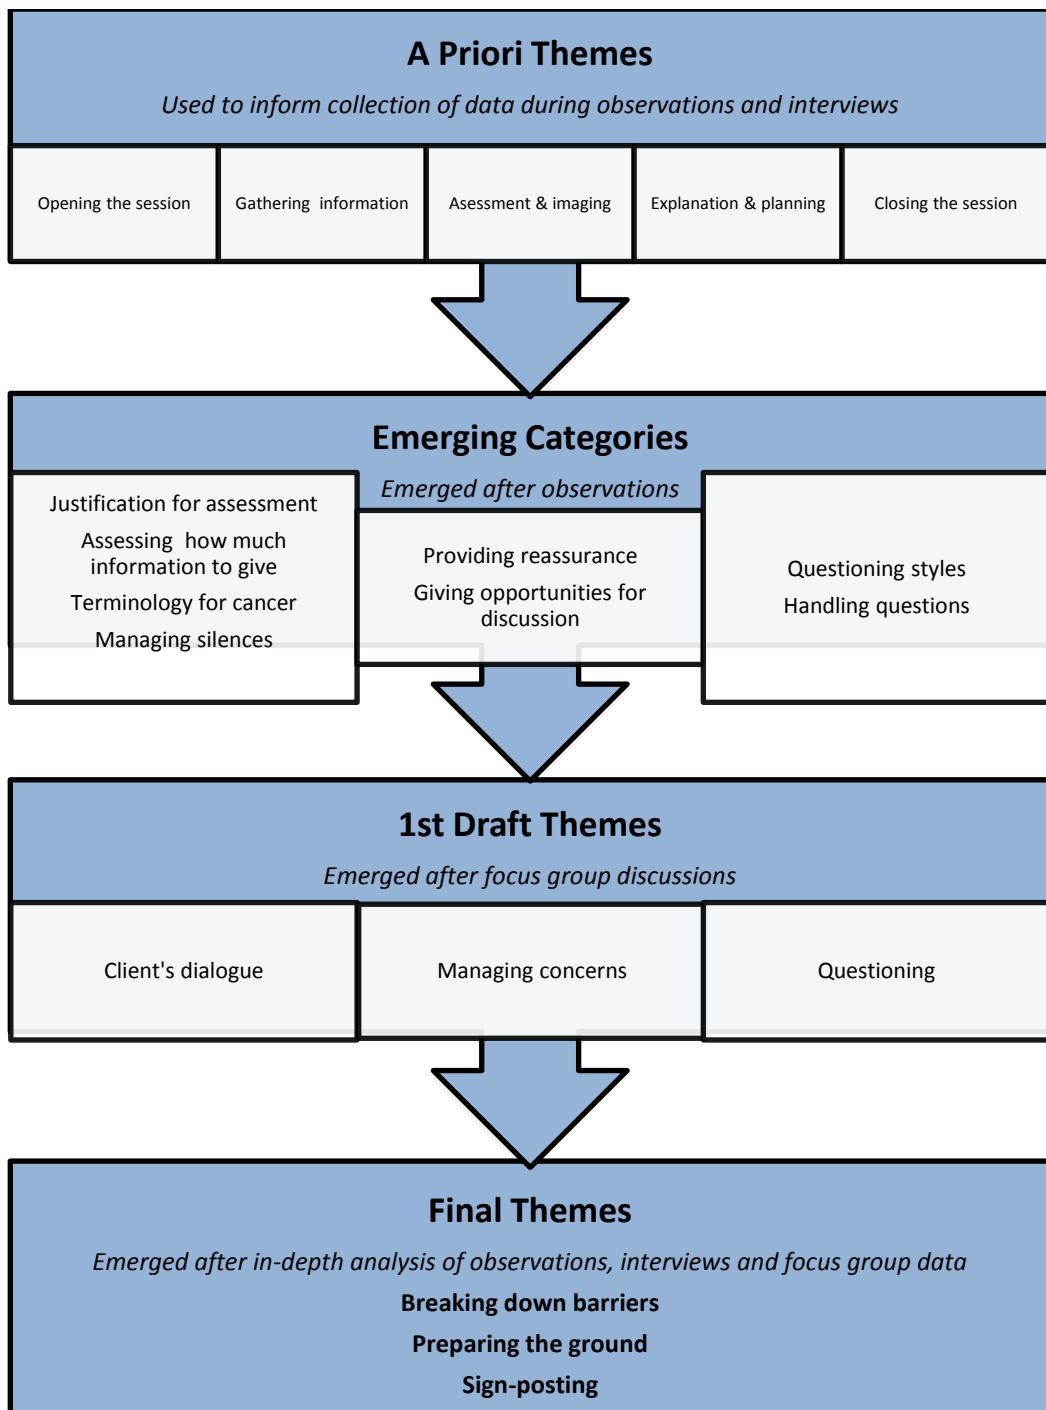 A Priori Themes
Used to inform collection of data during observations and interviews
Opening the session
Gathering information
Asessment & imaging
Explanation & planning
Closing the session
Emerging Categories
Emerged after observations
Justification for assessment
Assessing how much
information to give
Terminology for cancer
Managing silences
Providing reassurance
Giving opportunities for
discussion
Questioning styles
Handling questions
1st Draft Themes
Emerged after focus group discussions
Client's dialogue
Managing concerns
Questioning
Final Themes
Emerged after in-depth analysis of observations, interviews and focus group data
Breaking down barriers
Preparing the ground
Sign-posting